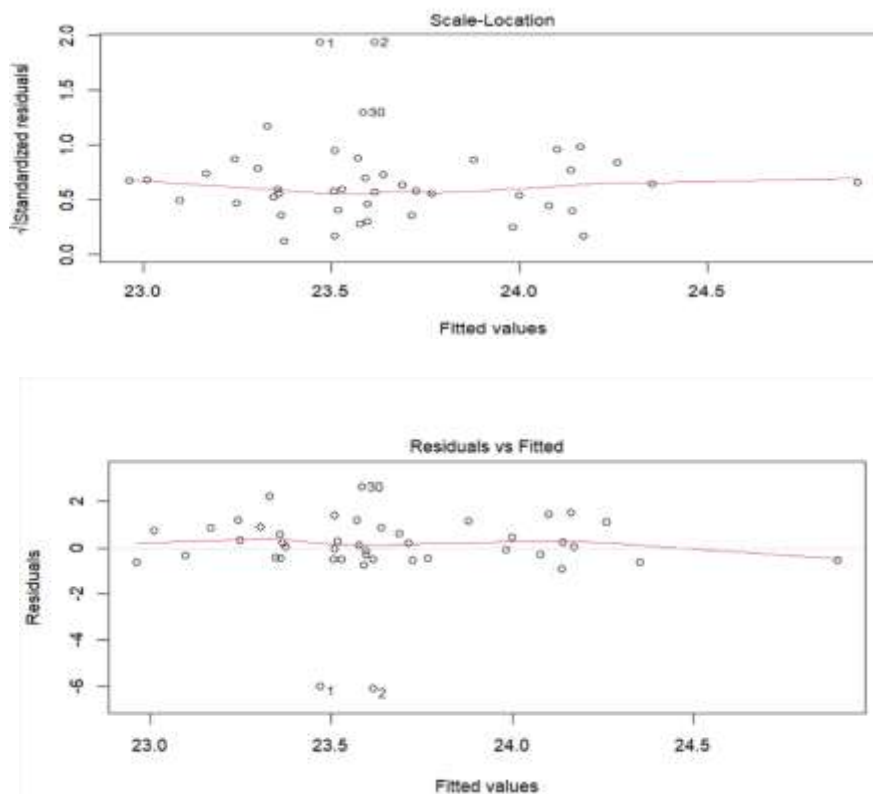 Scale-Location
√|Standardized residuals|
2.0
1.5
1.0
0.5
0.0
1
2
30
23.0 23.5 24.0 24.5
Fitted values
Residuals vs Fitted
Residuals
2
0
-2
-4
-6
30
1
2
23.0 23.5 24.0 24.5
Fitted values